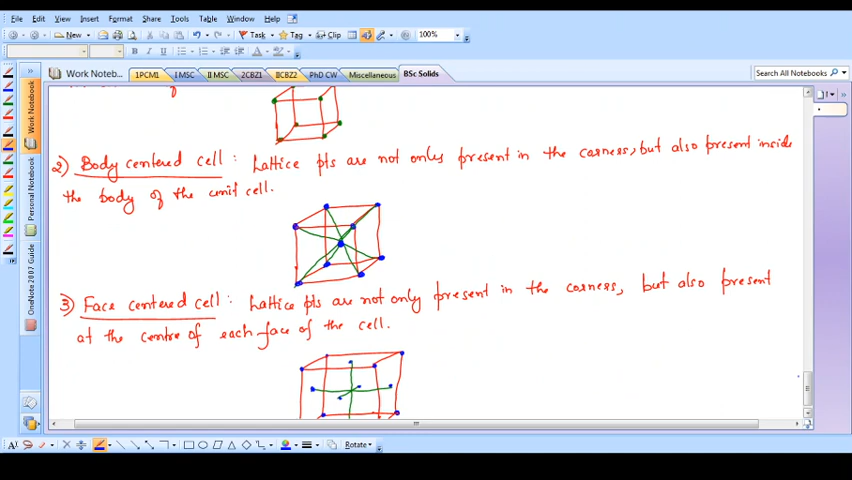 File Edit View Insert Format Share Tools Table Window Help
New Task Tag Clip 100%
B I U A
Work Noteb... 1PCM1 I MSC II MSC 2CBZ1 IICBZ2 PhD CW Miscellaneous BSc Solids Search All Notebooks
Work Notebook
Personal Notebook
OneNote 2007 Guide
2) Body centered cell : Lattice pts are not only present in the corners, but also present inside
the body of the unit cell.
3) Face centered cell : Lattice pts are not only present in the corners, but also present
at the centre of each face of the cell.
Rotate